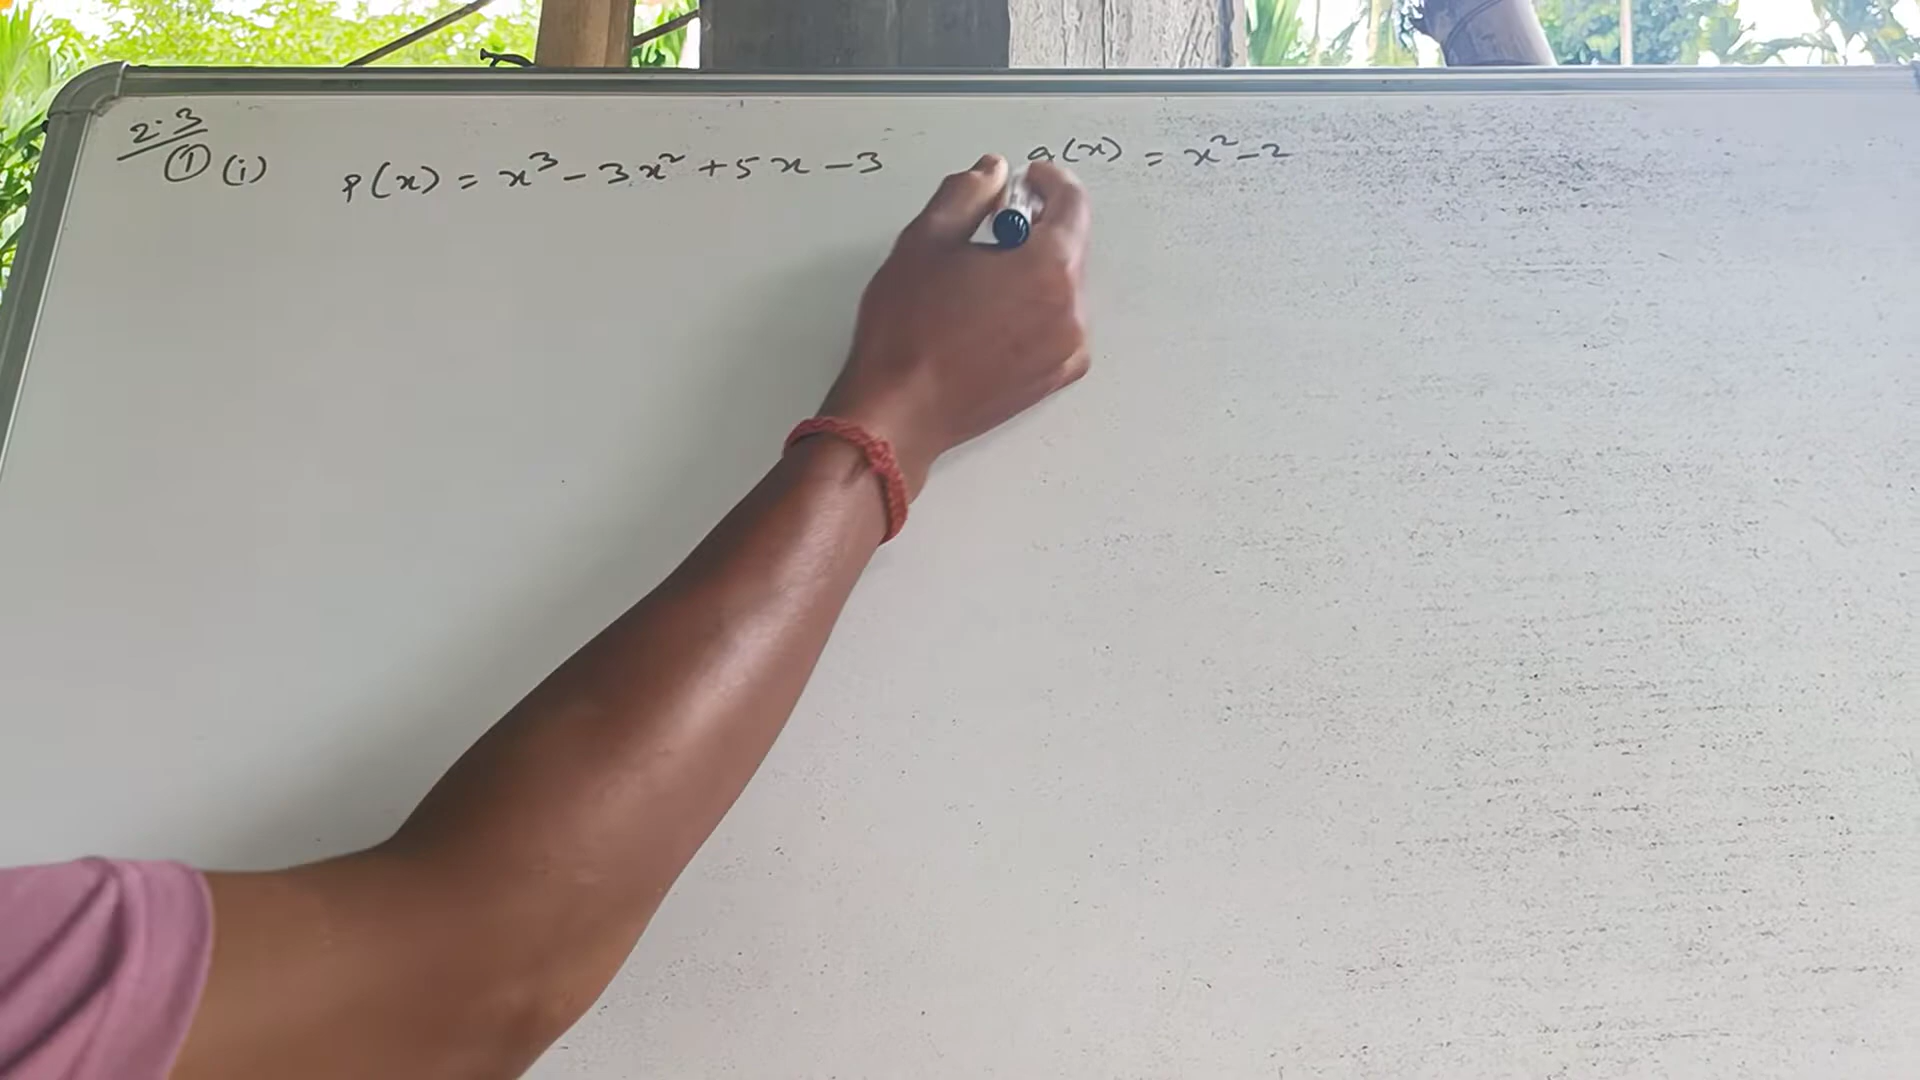 2.3
① (i) p(x) = x³ - 3x² + 5x - 3 g(x) = x² - 2